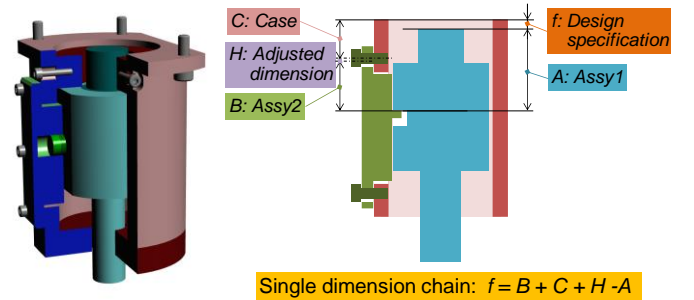 C: Case
H: Adjusted
dimension
B: Assy2
f: Design
specification
A: Assy1
Single dimension chain: f = B + C + H -A